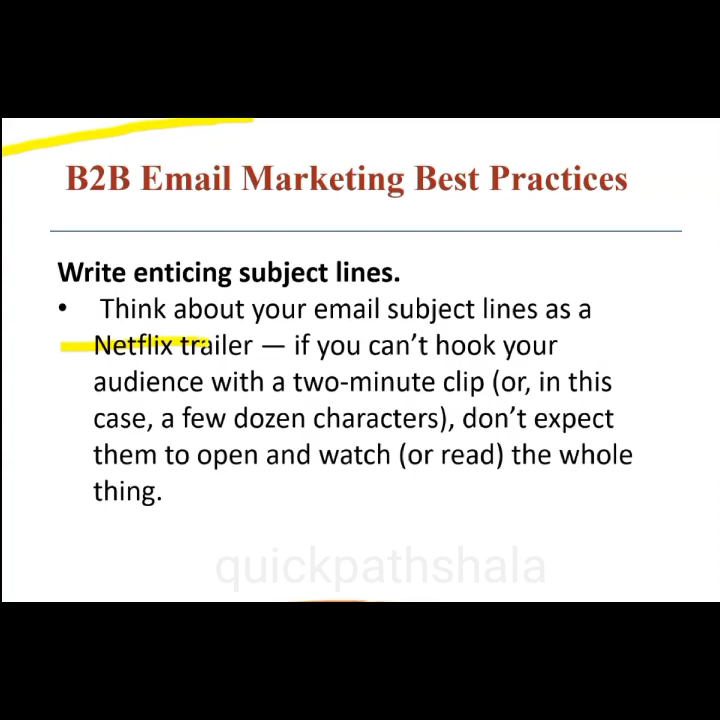 B2B Email Marketing Best Practices
Write enticing subject lines.
• Think about your email subject lines as a
Netflix trailer — if you can’t hook your
audience with a two-minute clip (or, in this
case, a few dozen characters), don’t expect
them to open and watch (or read) the whole
thing.
quickpathshala